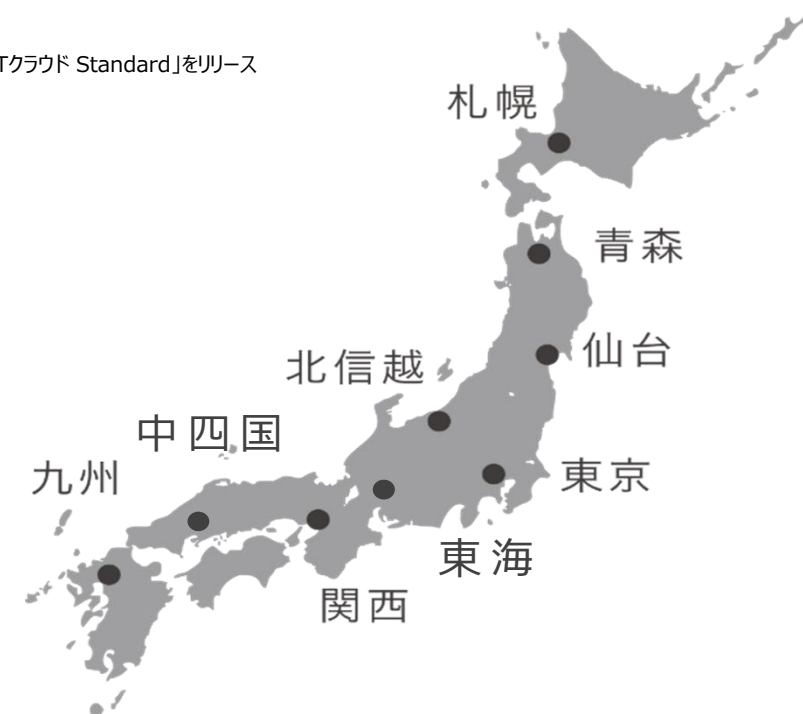 Tクラウド Standard」をリリース
札幌
青森
仙台
北信越
中四国
九州
東京
東海
関西